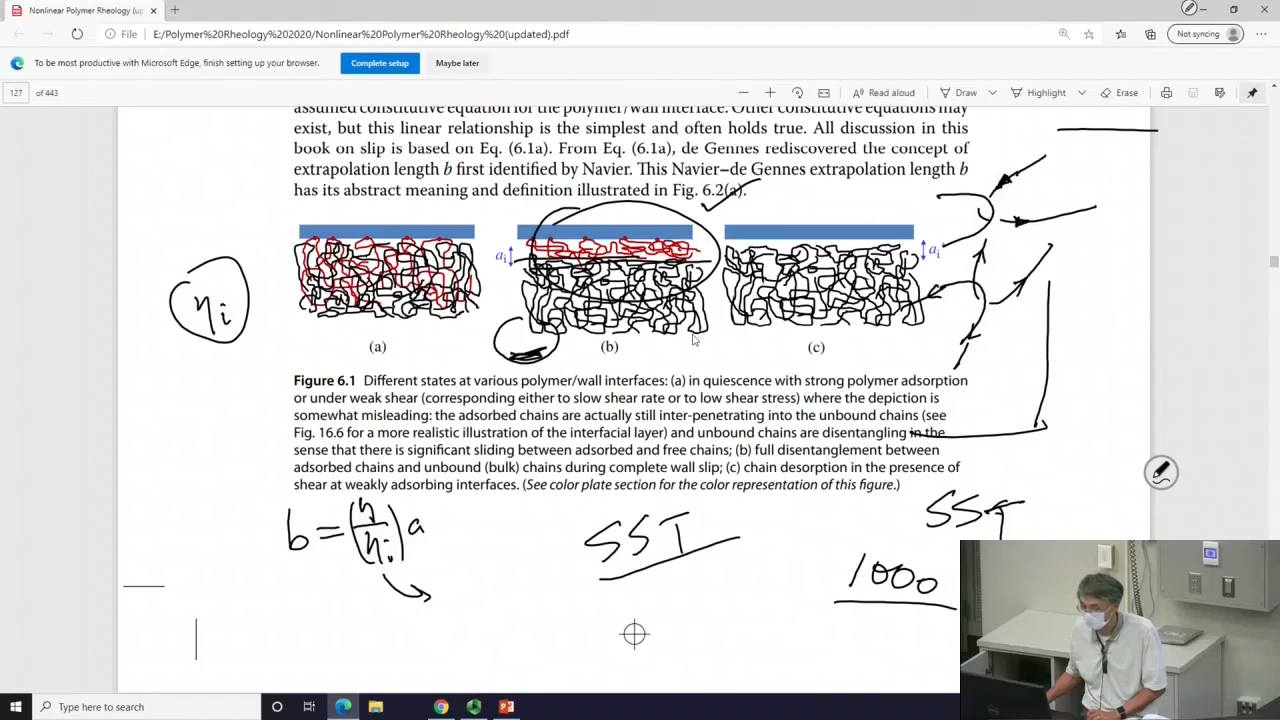 Nonlinear Polymer Rheology (up
File
E:/Polymer%20Rheology%202020/Nonlinear%20Polymer%20Rheology%20(updated).pdf
Not syncing
To be most productive with Microsoft Edge, finish setting up your browser.
Complete setup
Maybe later
127 of 443
Read aloud
Draw
Highlight
Erase
assumed constitutive equation for the polymer/wall interface. Other constitutive equations may
exist, but this linear relationship is the simplest and often holds true. All discussion in this
book on slip is based on Eq. (6.1a). From Eq. (6.1a), de Gennes rediscovered the concept of
extrapolation length b first identified by Navier. This Navier–de Gennes extrapolation length b
has its abstract meaning and definition illustrated in Fig. 6.2(a).
aᵢ
aᵢ
ηᵢ
(a)
(b)
(c)
Figure 6.1 Different states at various polymer/wall interfaces: (a) in quiescence with strong polymer adsorption
or under weak shear (corresponding either to slow shear rate or to low shear stress) where the depiction is
somewhat misleading: the adsorbed chains are actually still inter-penetrating into the unbound chains (see
Fig. 16.6 for a more realistic illustration of the interfacial layer) and unbound chains are disentangling in the
sense that there is significant sliding between adsorbed and free chains; (b) full disentanglement between
adsorbed chains and unbound (bulk) chains during complete wall slip; (c) chain desorption in the presence of
shear at weakly adsorbing interfaces. (See color plate section for the color representation of this figure.)
b = (η/ηᵢ) a
SST
SST
1000
Type here to search